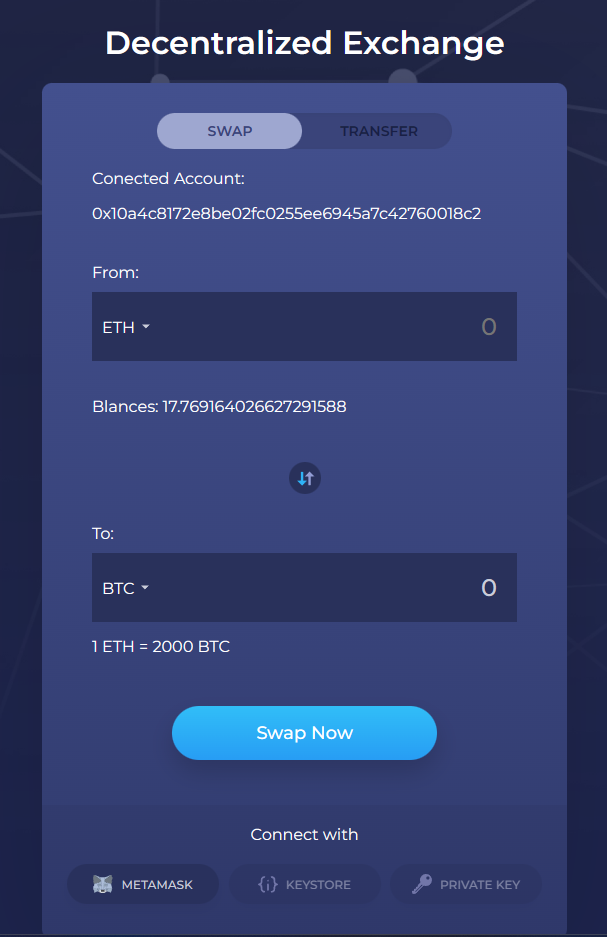 Decentralized Exchange
SWAP
TRANSFER
Conected Account:
0x10a4c8172e8be02fc0255ee6945a7c42760018c2
From:
ETH
0
Blances: 17.769164026627291588
To:
BTC
0
1 ETH = 2000 BTC
Swap Now
Connect with
METAMASK
KEYSTORE
PRIVATE KEY